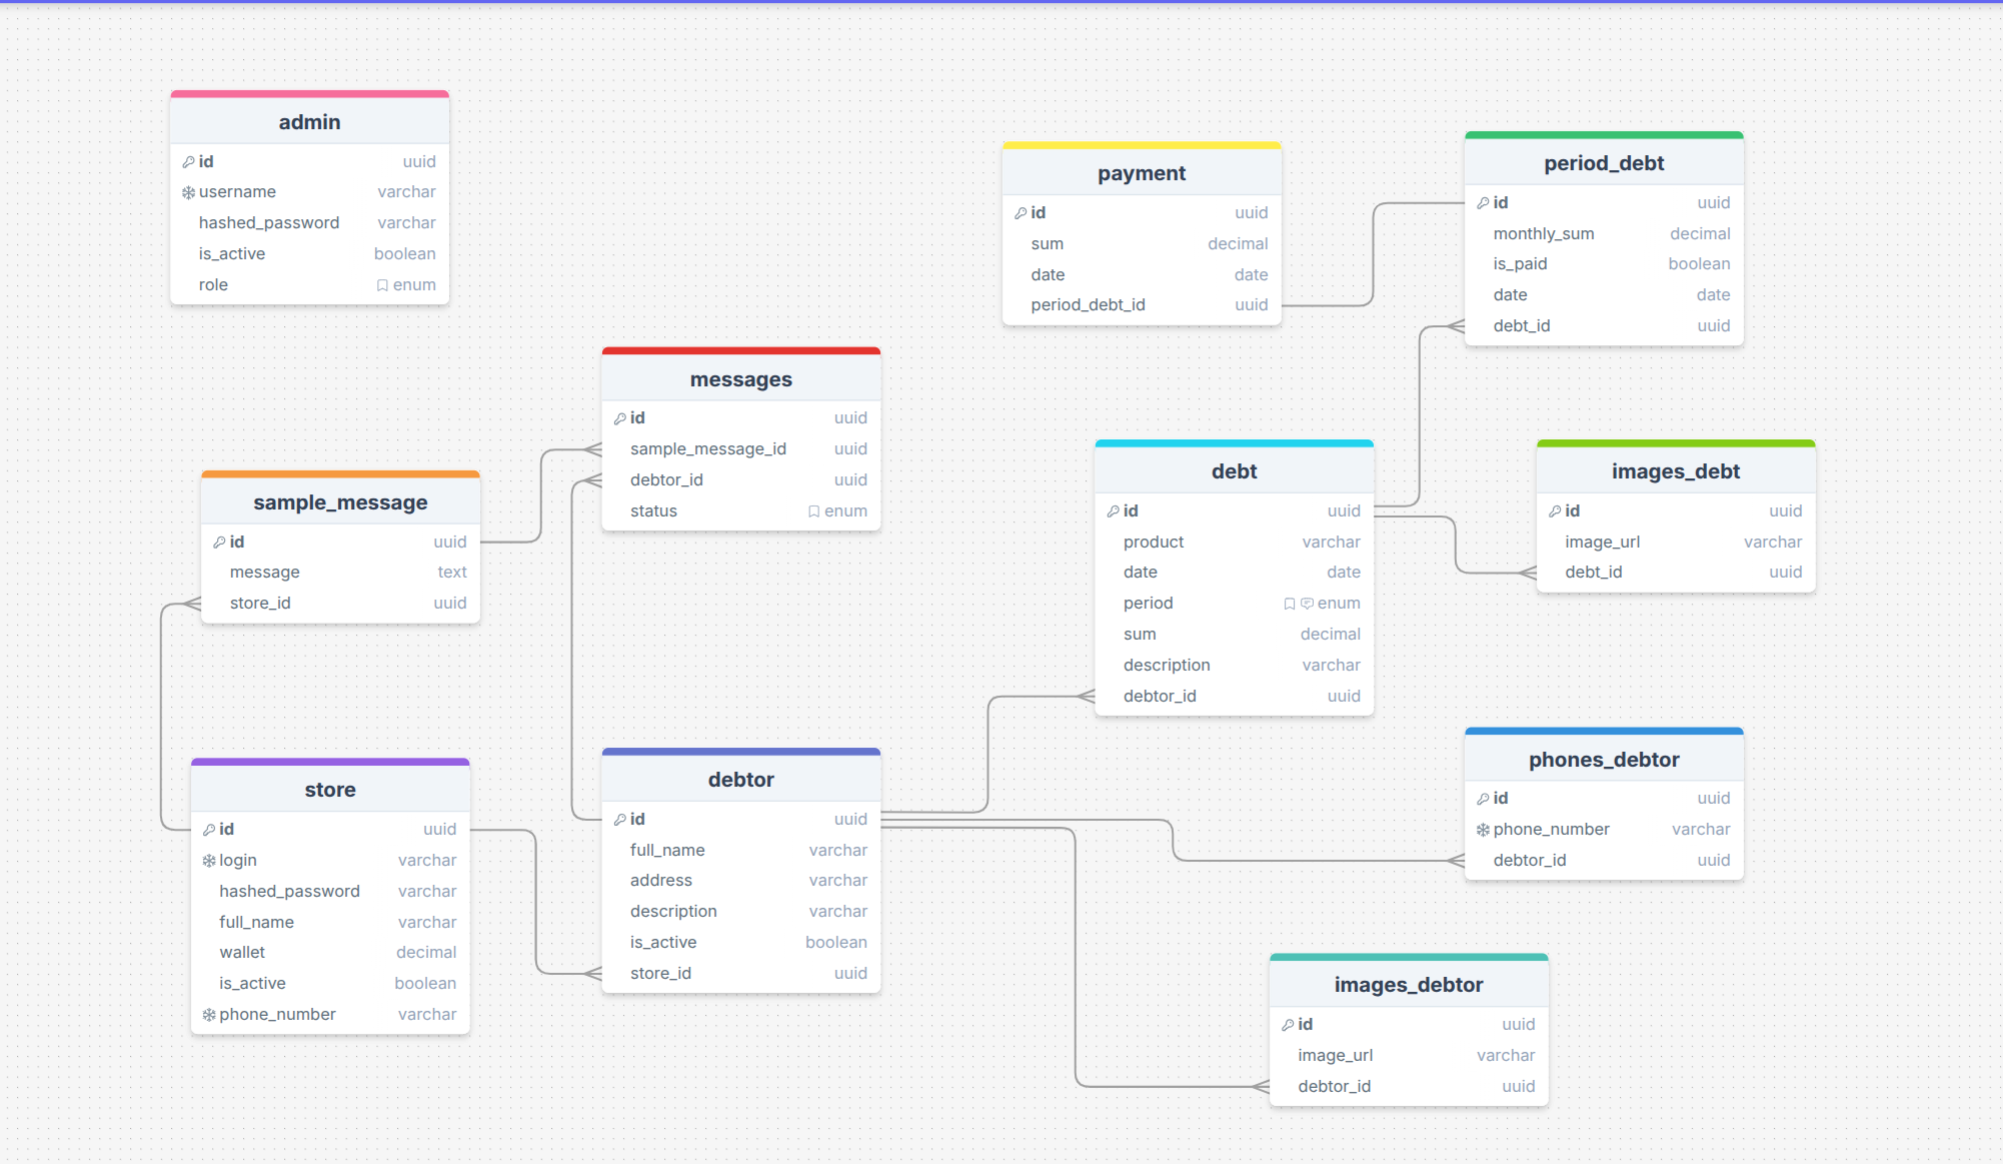 admin
id uuid
username varchar
hashed_password varchar
is_active boolean
role enum
payment
id uuid
sum decimal
date date
period_debt_id uuid
period_debt
id uuid
monthly_sum decimal
is_paid boolean
date date
debt_id uuid
messages
id uuid
sample_message_id uuid
debtor_id uuid
status enum
sample_message
id uuid
message text
store_id uuid
debt
id uuid
product varchar
date date
period enum
sum decimal
description varchar
debtor_id uuid
images_debt
id uuid
image_url varchar
debt_id uuid
store
id uuid
login varchar
hashed_password varchar
full_name varchar
wallet decimal
is_active boolean
phone_number varchar
debtor
id uuid
full_name varchar
address varchar
description varchar
is_active boolean
store_id uuid
phones_debtor
id uuid
phone_number varchar
debtor_id uuid
images_debtor
id uuid
image_url varchar
debtor_id uuid